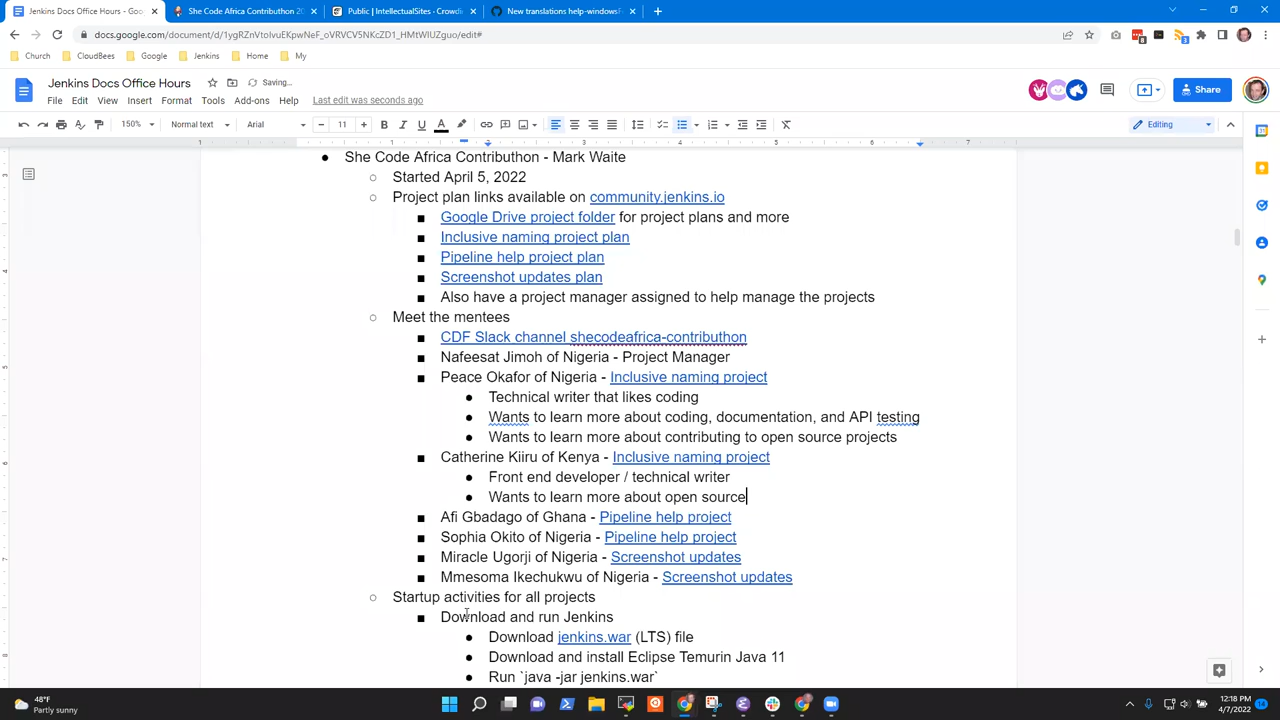 Jenkins Docs Office Hours - Goo
She Code Africa Contributhon 20
Public | IntellectualSites - Crowdi
New translations help-windowsF
docs.google.com/document/d/1ygRZnVtoIvuEKpwNeF_oVRVCV5NKcZD1_HMtWIUZguo/edit#
Church
CloudBees
Google
Jenkins
Home
My
Jenkins Docs Office Hours
Saving...
File Edit View Insert Format Tools Add-ons Help Last edit was seconds ago
Share
150% Normal text Arial 11 Editing
She Code Africa Contributhon - Mark Waite
Started April 5, 2022
Project plan links available on community.jenkins.io
Google Drive project folder for project plans and more
Inclusive naming project plan
Pipeline help project plan
Screenshot updates plan
Also have a project manager assigned to help manage the projects
Meet the mentees
CDF Slack channel shecodeafrica-contributhon
Nafeesat Jimoh of Nigeria - Project Manager
Peace Okafor of Nigeria - Inclusive naming project
Technical writer that likes coding
Wants to learn more about coding, documentation, and API testing
Wants to learn more about contributing to open source projects
Catherine Kiiru of Kenya - Inclusive naming project
Front end developer / technical writer
Wants to learn more about open source
Afi Gbadago of Ghana - Pipeline help project
Sophia Okito of Nigeria - Pipeline help project
Miracle Ugorji of Nigeria - Screenshot updates
Mmesoma Ikechukwu of Nigeria - Screenshot updates
Startup activities for all projects
Download and run Jenkins
Download jenkins.war (LTS) file
Download and install Eclipse Temurin Java 11
Run `java -jar jenkins.war`
48°F
Partly sunny
12:18 PM
4/7/2022